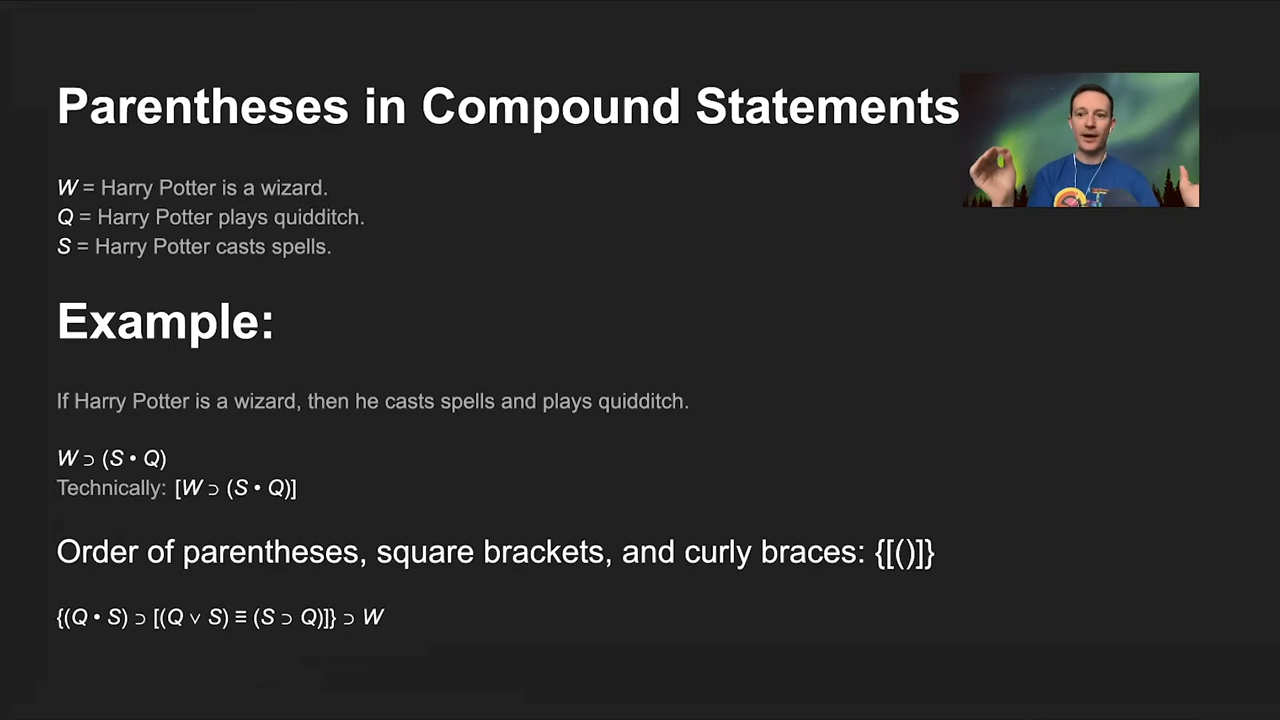 Parentheses in Compound Statements
W = Harry Potter is a wizard.
Q = Harry Potter plays quidditch.
S = Harry Potter casts spells.
Example:
If Harry Potter is a wizard, then he casts spells and plays quidditch.
W ⊃ (S • Q)
Technically: [W ⊃ (S • Q)]
Order of parentheses, square brackets, and curly braces: {[()]}
{(Q • S) ⊃ [(Q ∨ S) ≡ (S ⊃ Q)]} ⊃ W